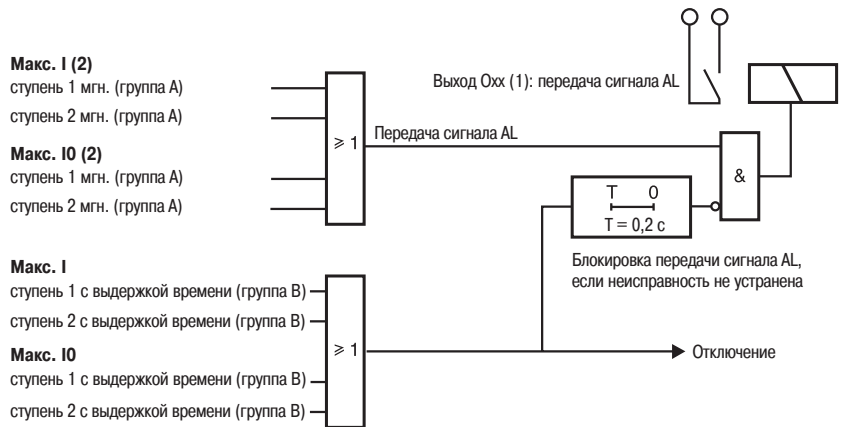 Макс. I (2)
ступень 1 мгн. (группа A)
ступень 2 мгн. (группа A)
Макс. I0 (2)
ступень 1 мгн. (группа A)
ступень 2 мгн. (группа A)
≥ 1
Передача сигнала AL
Выход Oxx (1): передача сигнала AL
&
T 0
T = 0,2 с
Блокировка передачи сигнала AL,
если неисправность не устранена
Макс. I
ступень 1 с выдержкой времени (группа B)
ступень 2 с выдержкой времени (группа B)
Макс. I0
ступень 1 с выдержкой времени (группа B)
ступень 2 с выдержкой времени (группа B)
≥ 1
Отключение